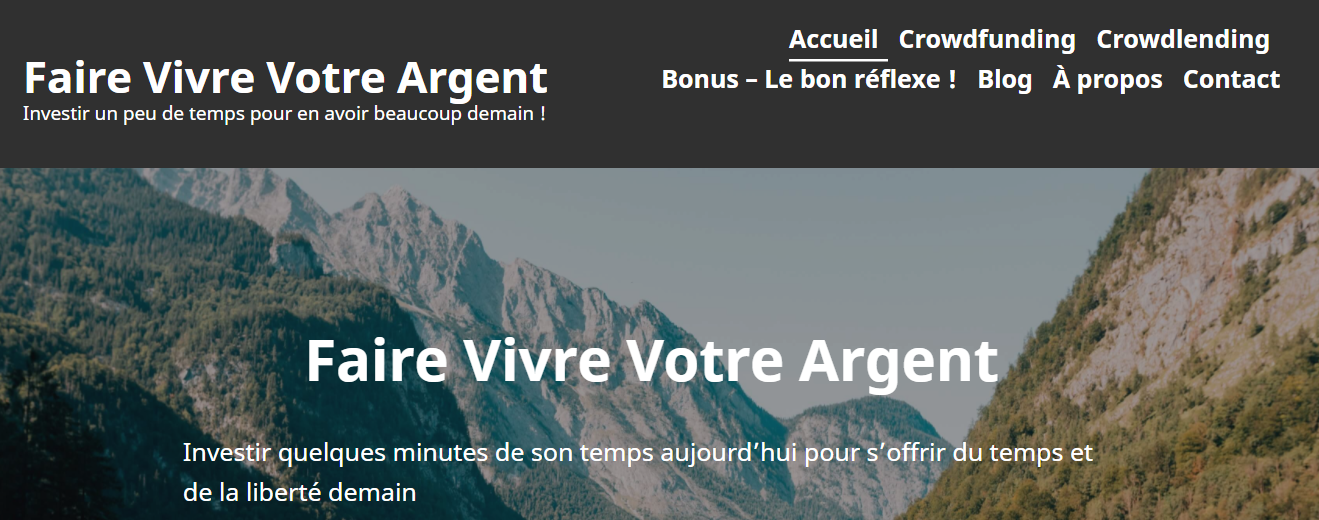 Faire Vivre Votre Argent
Investir un peu de temps pour en avoir beaucoup demain !
Accueil Crowdfunding Crowdlending
Bonus – Le bon réflexe ! Blog À propos Contact
Faire Vivre Votre Argent
Investir quelques minutes de son temps aujourd’hui pour s’offrir du temps et
de la liberté demain